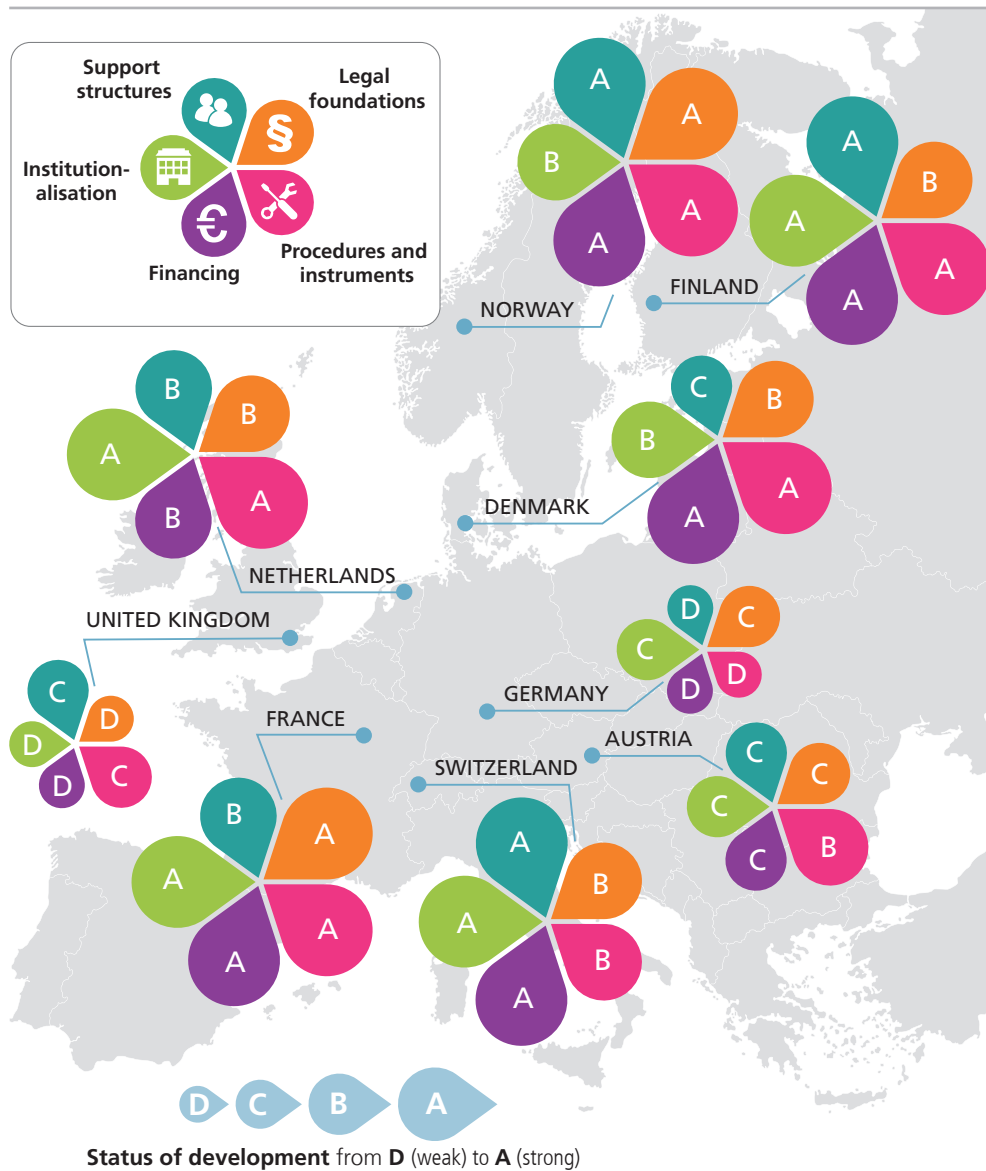 Support
structures
Legal
foundations
§
Institution-
alisation
€
Financing
Procedures and
instruments
A
A
B
A
A
NORWAY
A
B
A
A
A
FINLAND
B
B
A
A
B
NETHERLANDS
C
B
B
A
A
DENMARK
UNITED KINGDOM
C
D
D
C
D
D
C
C
D
D
GERMANY
FRANCE
B
A
A
A
A
SWITZERLAND
A
B
A
B
A
AUSTRIA
C
C
C
B
C
D C B A
Status of development from D (weak) to A (strong)